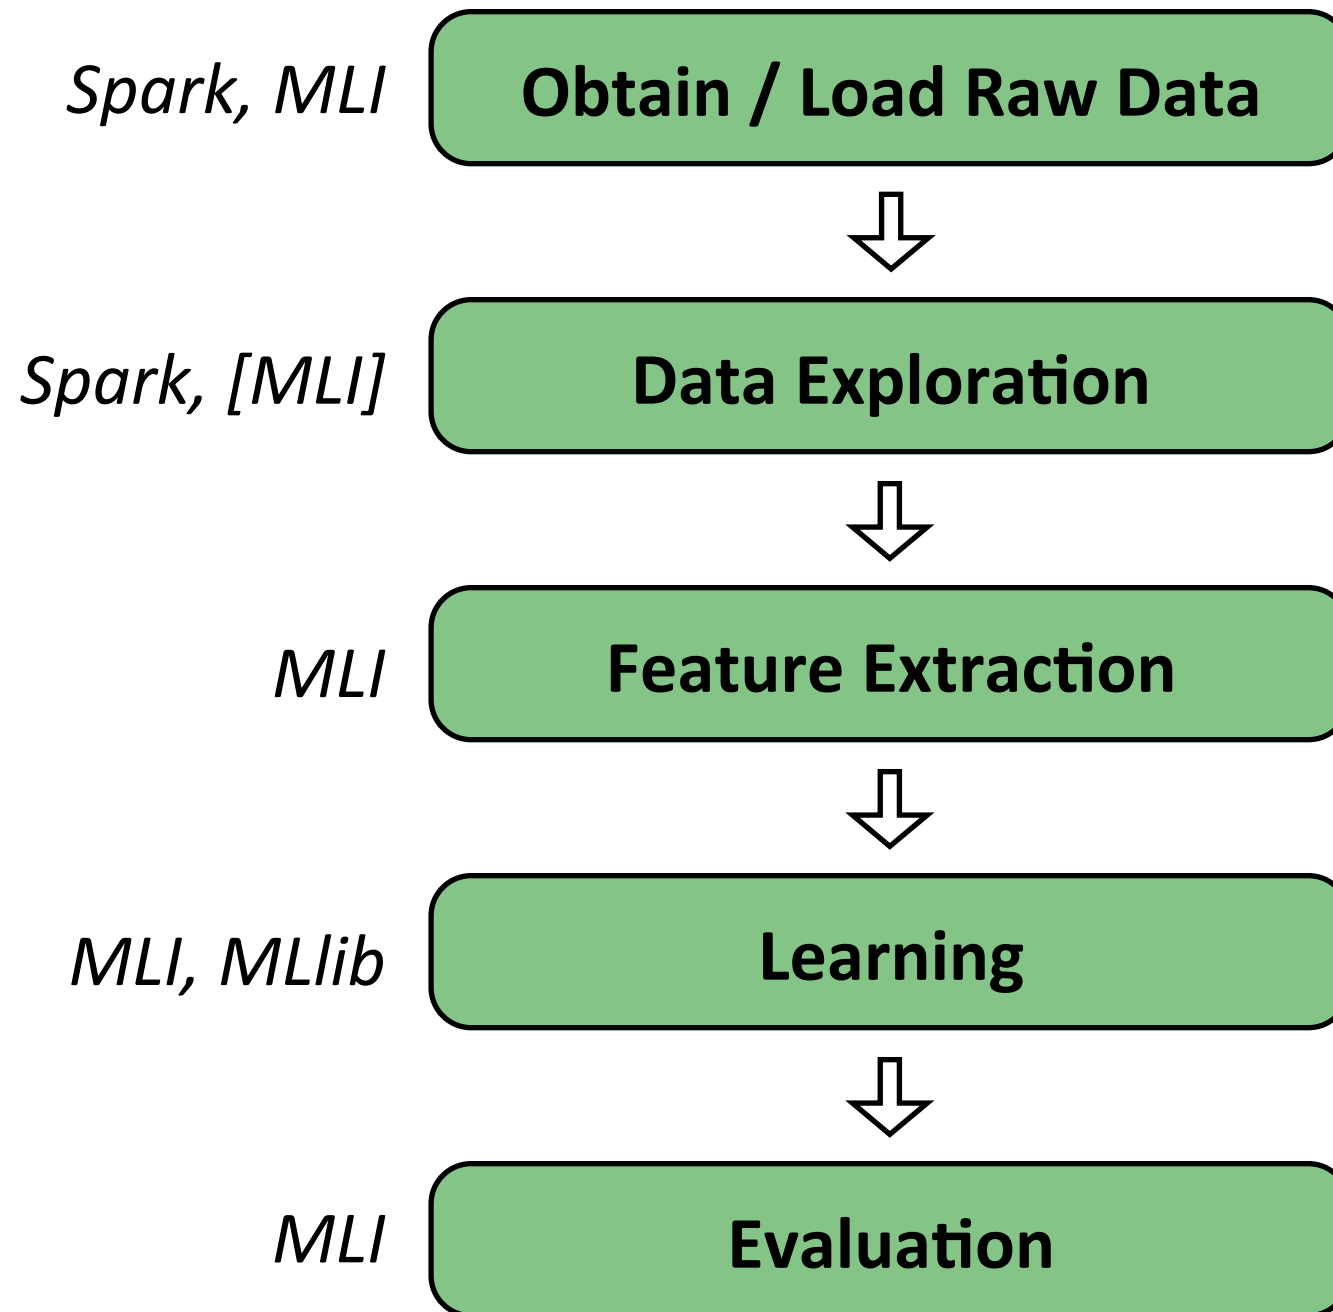 Spark, MLI
Obtain / Load Raw Data
Spark, [MLI]
Data Exploration
MLI
Feature Extraction
MLI, MLlib
Learning
MLI
Evaluation